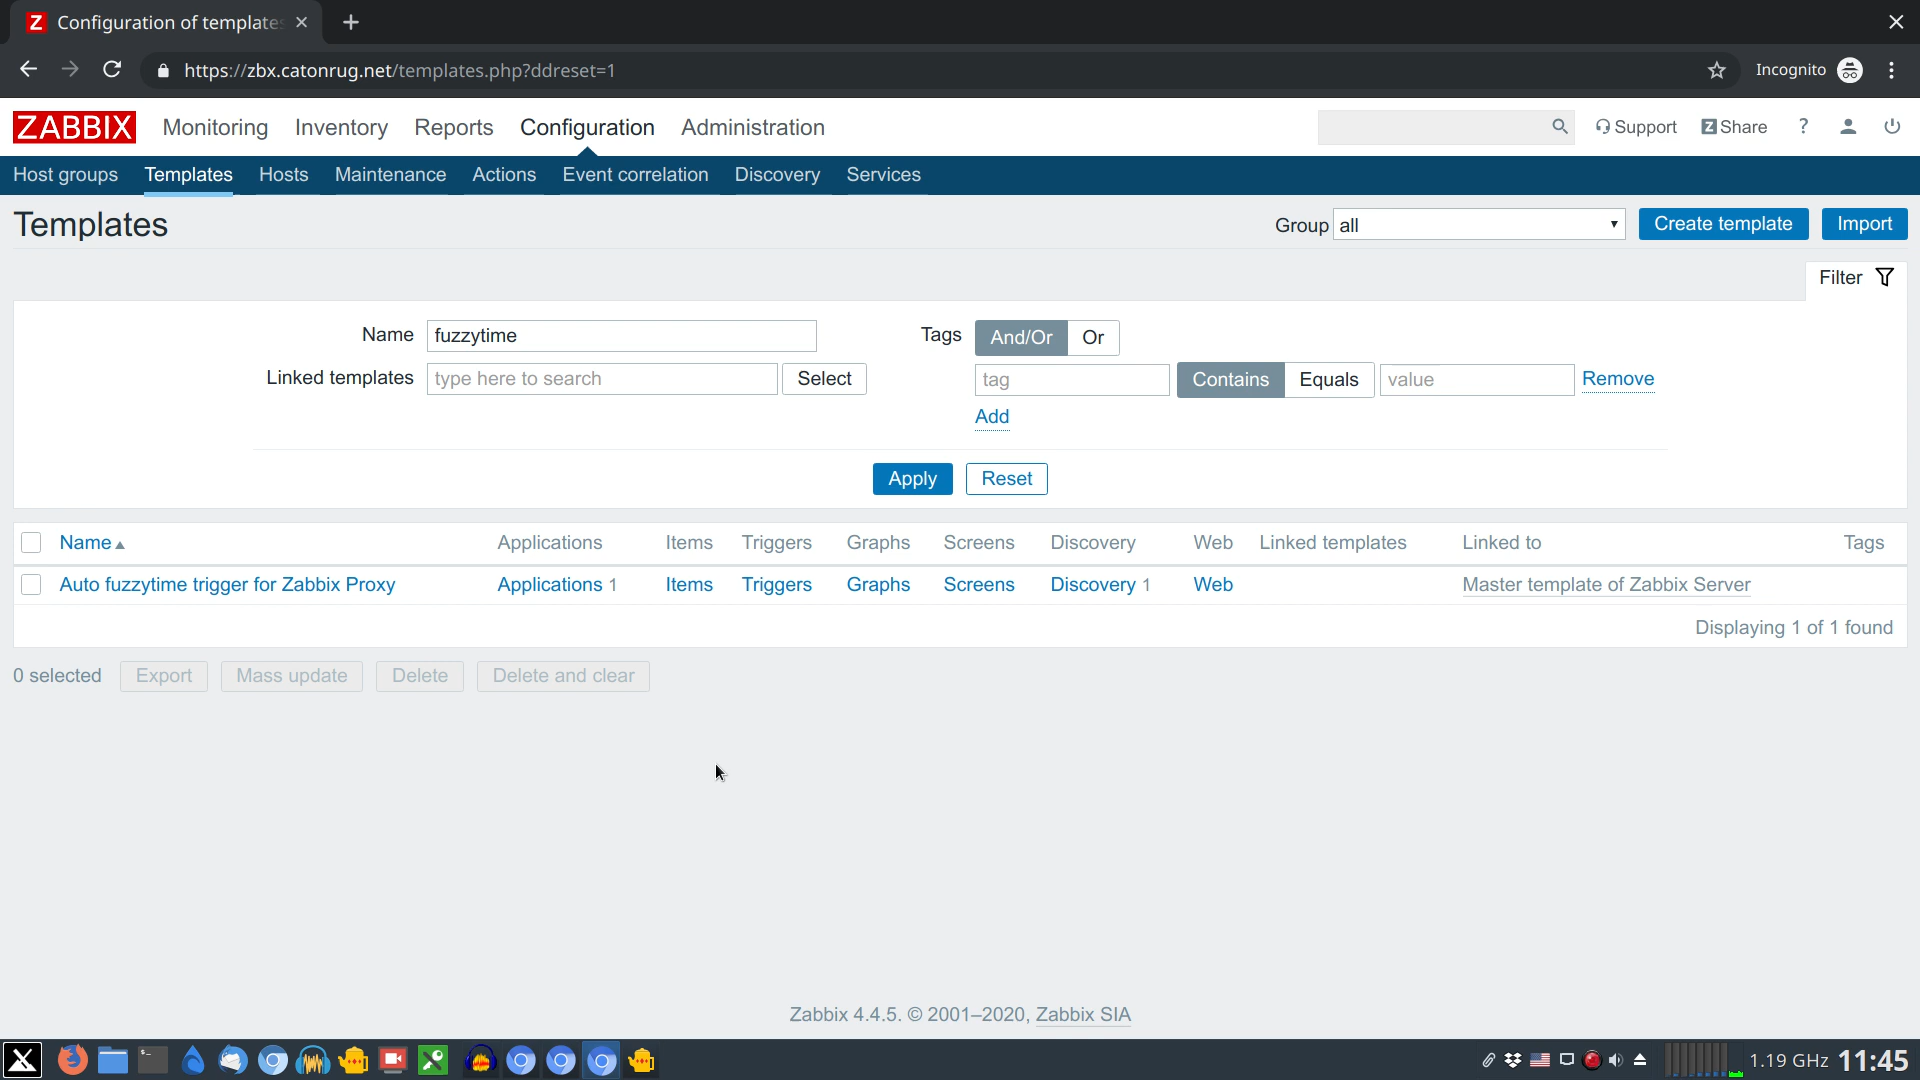 Z Configuration of template
https://zbx.catonrug.net/templates.php?ddreset=1
Incognito
ZABBIX Monitoring Inventory Reports Configuration Administration
Support Z Share ?
Host groups Templates Hosts Maintenance Actions Event correlation Discovery Services
Templates
Group all Create template Import
Filter
Name fuzzytime Tags And/Or Or
Linked templates type here to search Select tag Contains Equals value Remove
Add
Apply Reset
Name Applications Items Triggers Graphs Screens Discovery Web Linked templates Linked to Tags
Auto fuzzytime trigger for Zabbix Proxy Applications 1 Items Triggers Graphs Screens Discovery 1 Web Master template of Zabbix Server
Displaying 1 of 1 found
0 selected Export Mass update Delete Delete and clear
Zabbix 4.4.5. © 2001–2020, Zabbix SIA
1.19 GHz 11:45